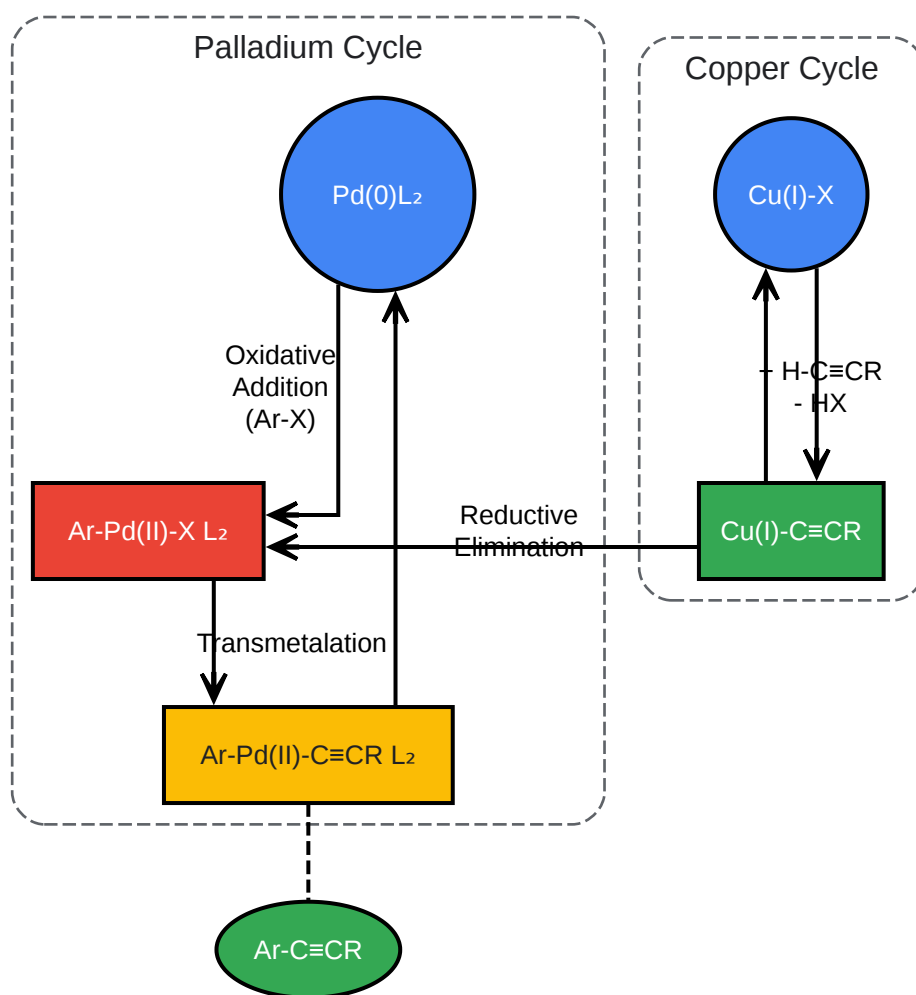 Palladium Cycle
Copper Cycle
Pd(0)L₂
Cu(I)-X
Oxidative
Addition
(Ar-X)
+ H-C≡CR
- HX
Ar-Pd(II)-X L₂
Reductive
Elimination
Cu(I)-C≡CR
Transmetalation
Ar-Pd(II)-C≡CR L₂
Ar-C≡CR